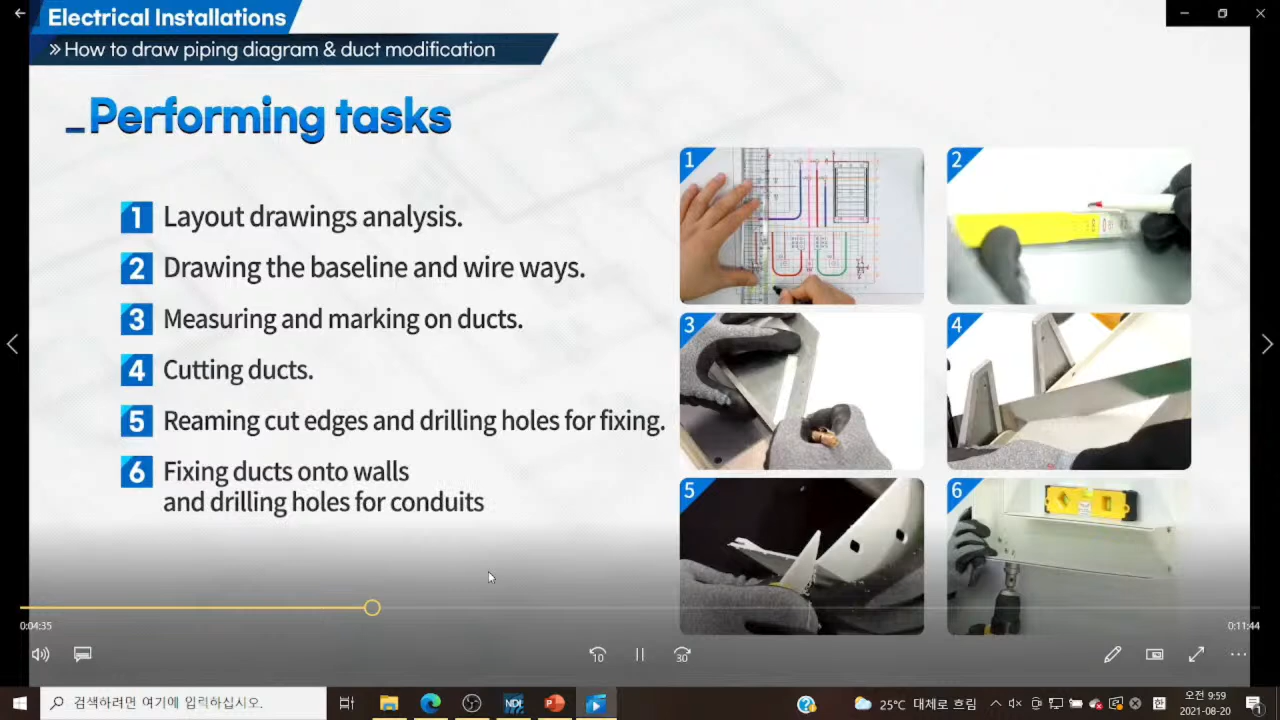 Electrical Installations
» How to draw piping diagram & duct modification
_Performing tasks
1 Layout drawings analysis.
2 Drawing the baseline and wire ways.
3 Measuring and marking on ducts.
4 Cutting ducts.
5 Reaming cut edges and drilling holes for fixing.
6 Fixing ducts onto walls
and drilling holes for conduits
1
2
3
4
5
6
0:04:35
0:11:44
10
30
검색하려면 여기에 입력하십시오.
25°C 대체로 흐림
한
오전 9:59
2021-08-20
1